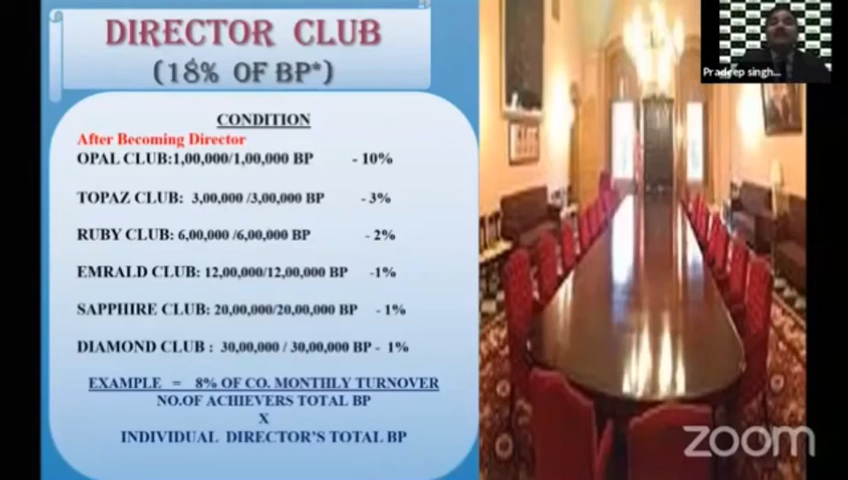 DIRECTOR CLUB
(18% OF BP*)
Pradeep singh...
CONDITION
After Becoming Director
OPAL CLUB:1,00,000/1,00,000 BP - 10%
TOPAZ CLUB: 3,00,000 /3,00,000 BP - 3%
RUBY CLUB: 6,00,000 /6,00,000 BP - 2%
EMRALD CLUB: 12,00,000/12,00,000 BP -1%
SAPPHIRE CLUB: 20,00,000/20,00,000 BP - 1%
DIAMOND CLUB : 30,00,000 / 30,00,000 BP - 1%
EXAMPLE = 8% OF CO. MONTHLY TURNOVER
NO.OF ACHIEVERS TOTAL BP
X
INDIVIDUAL DIRECTOR'S TOTAL BP
zoom